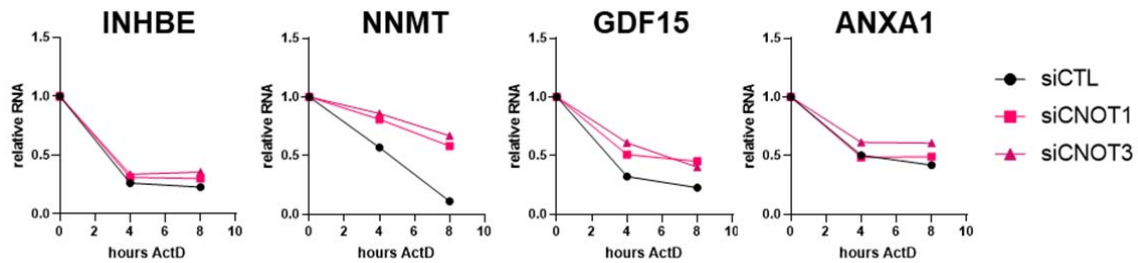 INHBE
NNMT
GDF15
ANXA1
1.5
1.0
0.5
0.0
relative RNA
0 2 4 6 8 10
hours ActD
1.5
1.0
0.5
0.0
relative RNA
0 2 4 6 8 10
hours ActD
1.5
1.0
0.5
0.0
relative RNA
0 2 4 6 8 10
hours ActD
1.5
1.0
0.5
0.0
relative RNA
0 2 4 6 8 10
hours ActD
siCTL
siCNOT1
siCNOT3